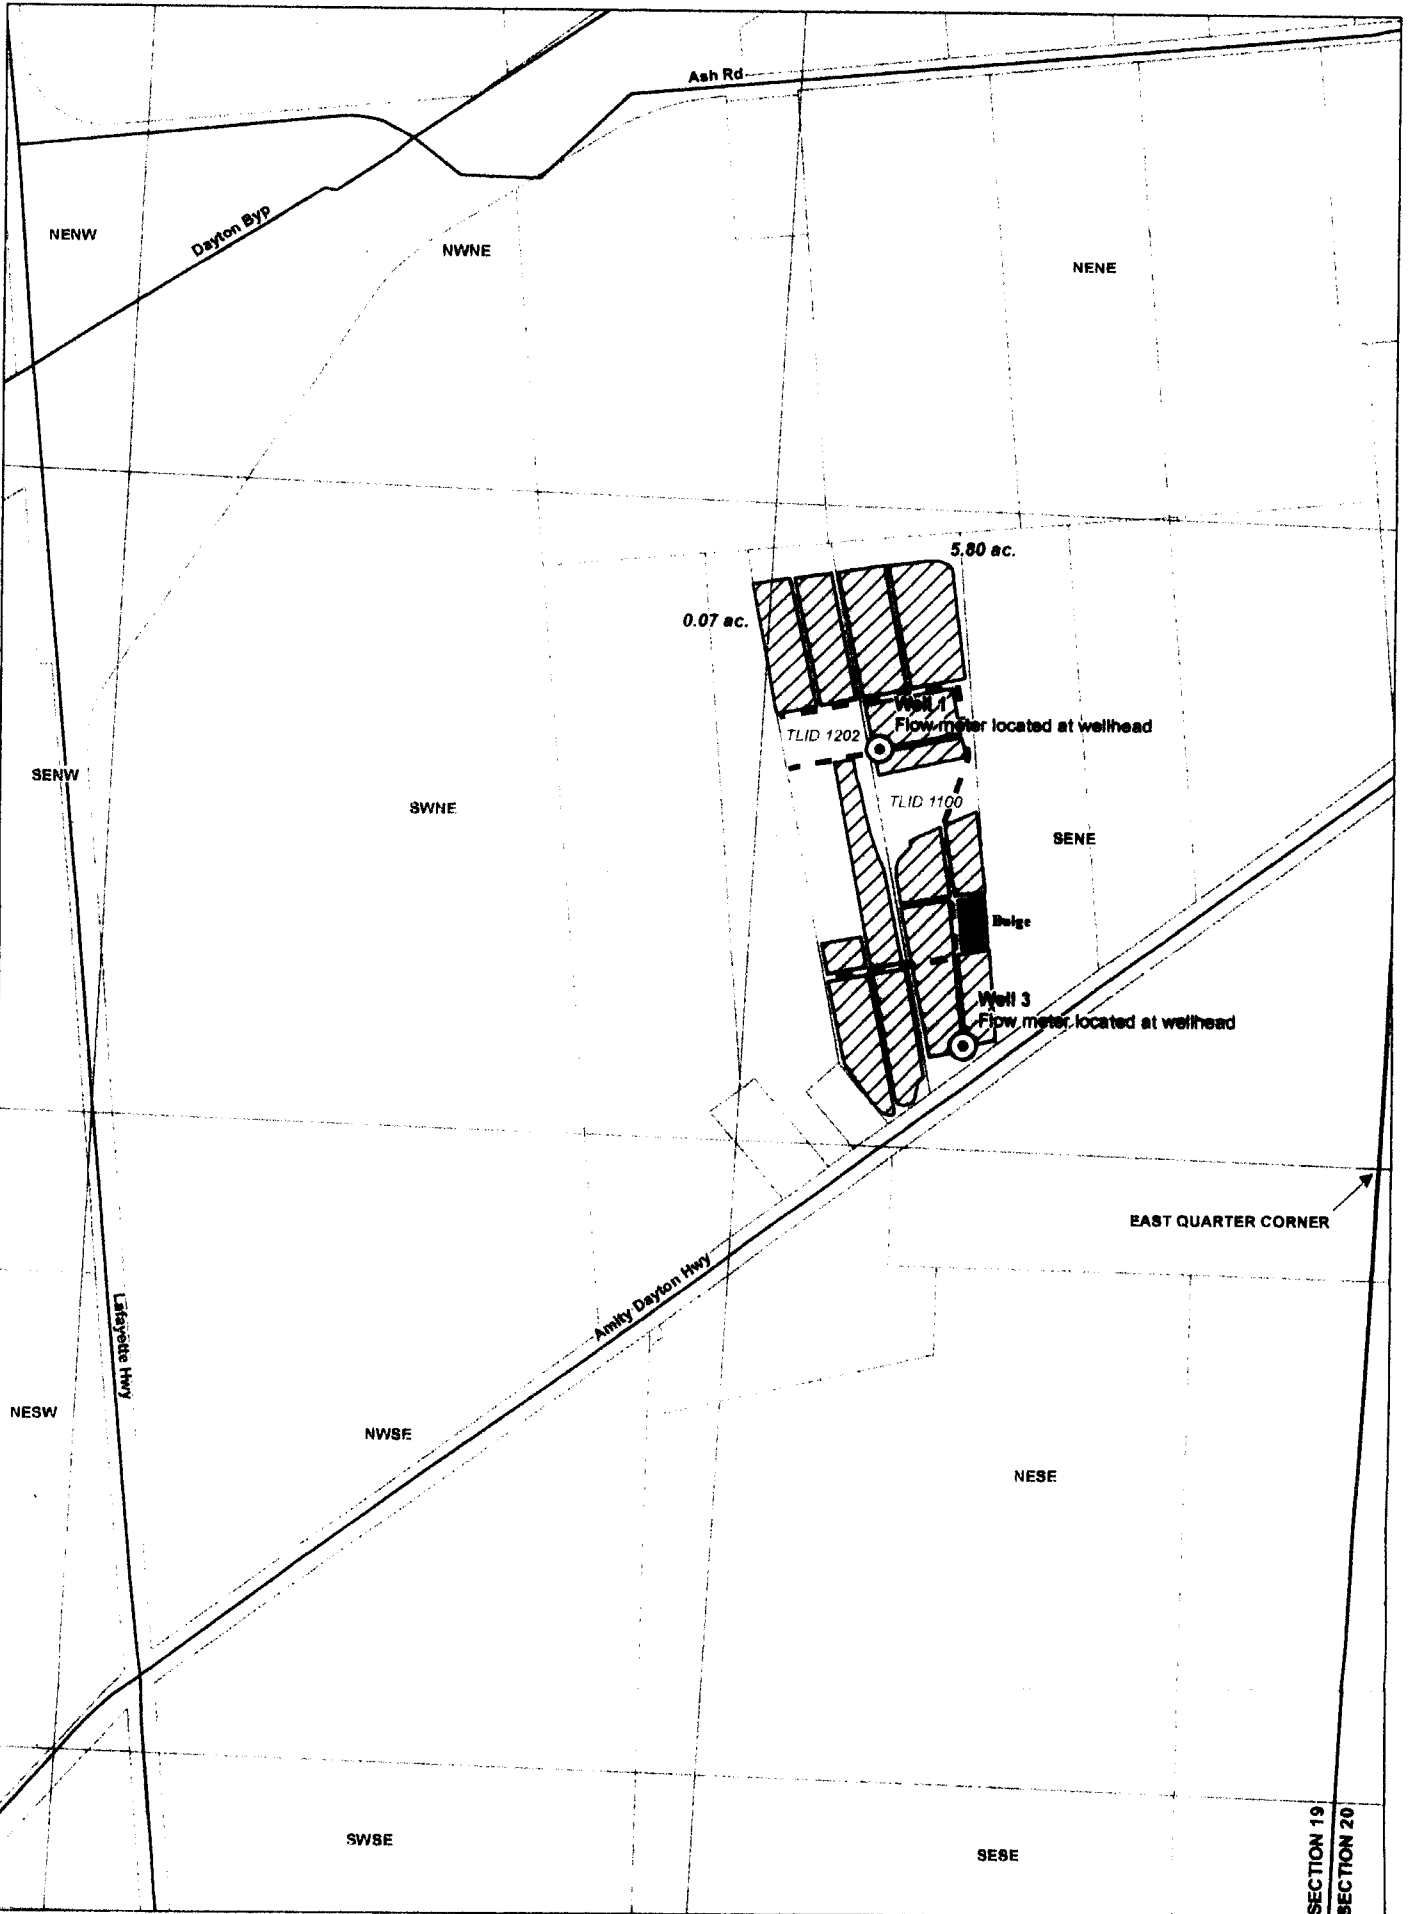 Ash Rd
NENW
Dayton Byp
NWNE
NENE
5.80 ac.
0.07 ac.
Well 1
Flow meter located at wellhead
TLID 1202
SENW
SWNE
TLID 1100
SENE
Bulge
Well 3
Flow meter located at wellhead
EAST QUARTER CORNER
Amity Dayton Hwy
Lafayette Hwy
NESW
NWSE
NESE
SWSE
SESE
SECTION 19
SECTION 20